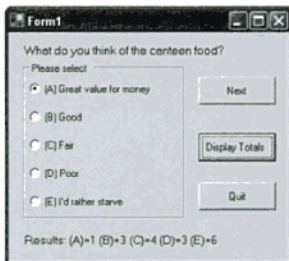 Form1
What do you think of the canteen food?
Please select
(A) Great value for money
Next
(B) Good
(C) Fair
Display Totals
(D) Poor
Quit
(E) I'd rather starve
Results: (A)=1 (B)=3 (C)=4 (D)=3 (E)=6